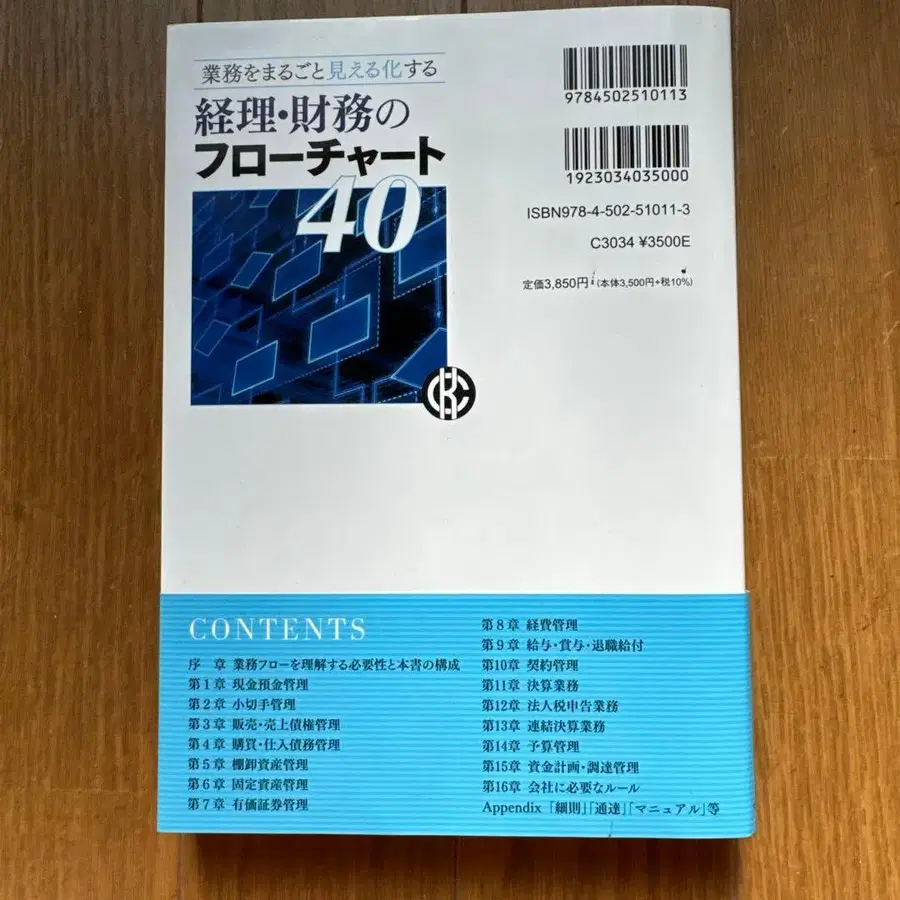 業務をまるごと見える化する
経理・財務の
フローチャート
40
9784502510113
1923034035000
ISBN978-4-502-51011-3
C3034 ¥3500E
定価3,850円(本体3,500円+税10%)
CONTENTS
序　章 業務フローを理解する必要性と本書の構成
第1章 現金預金管理
第2章 小切手管理
第3章 販売・売上債権管理
第4章 購買・仕入債務管理
第5章 棚卸資産管理
第6章 固定資産管理
第7章 有価証券管理
第8章 経費管理
第9章 給与・賞与・退職給付
第10章 契約管理
第11章 決算業務
第12章 法人税申告業務
第13章 連結決算業務
第14章 予算管理
第15章 資金計画・調達管理
第16章 会社に必要なルール
Appendix「細則」「通達」「マニュアル」等